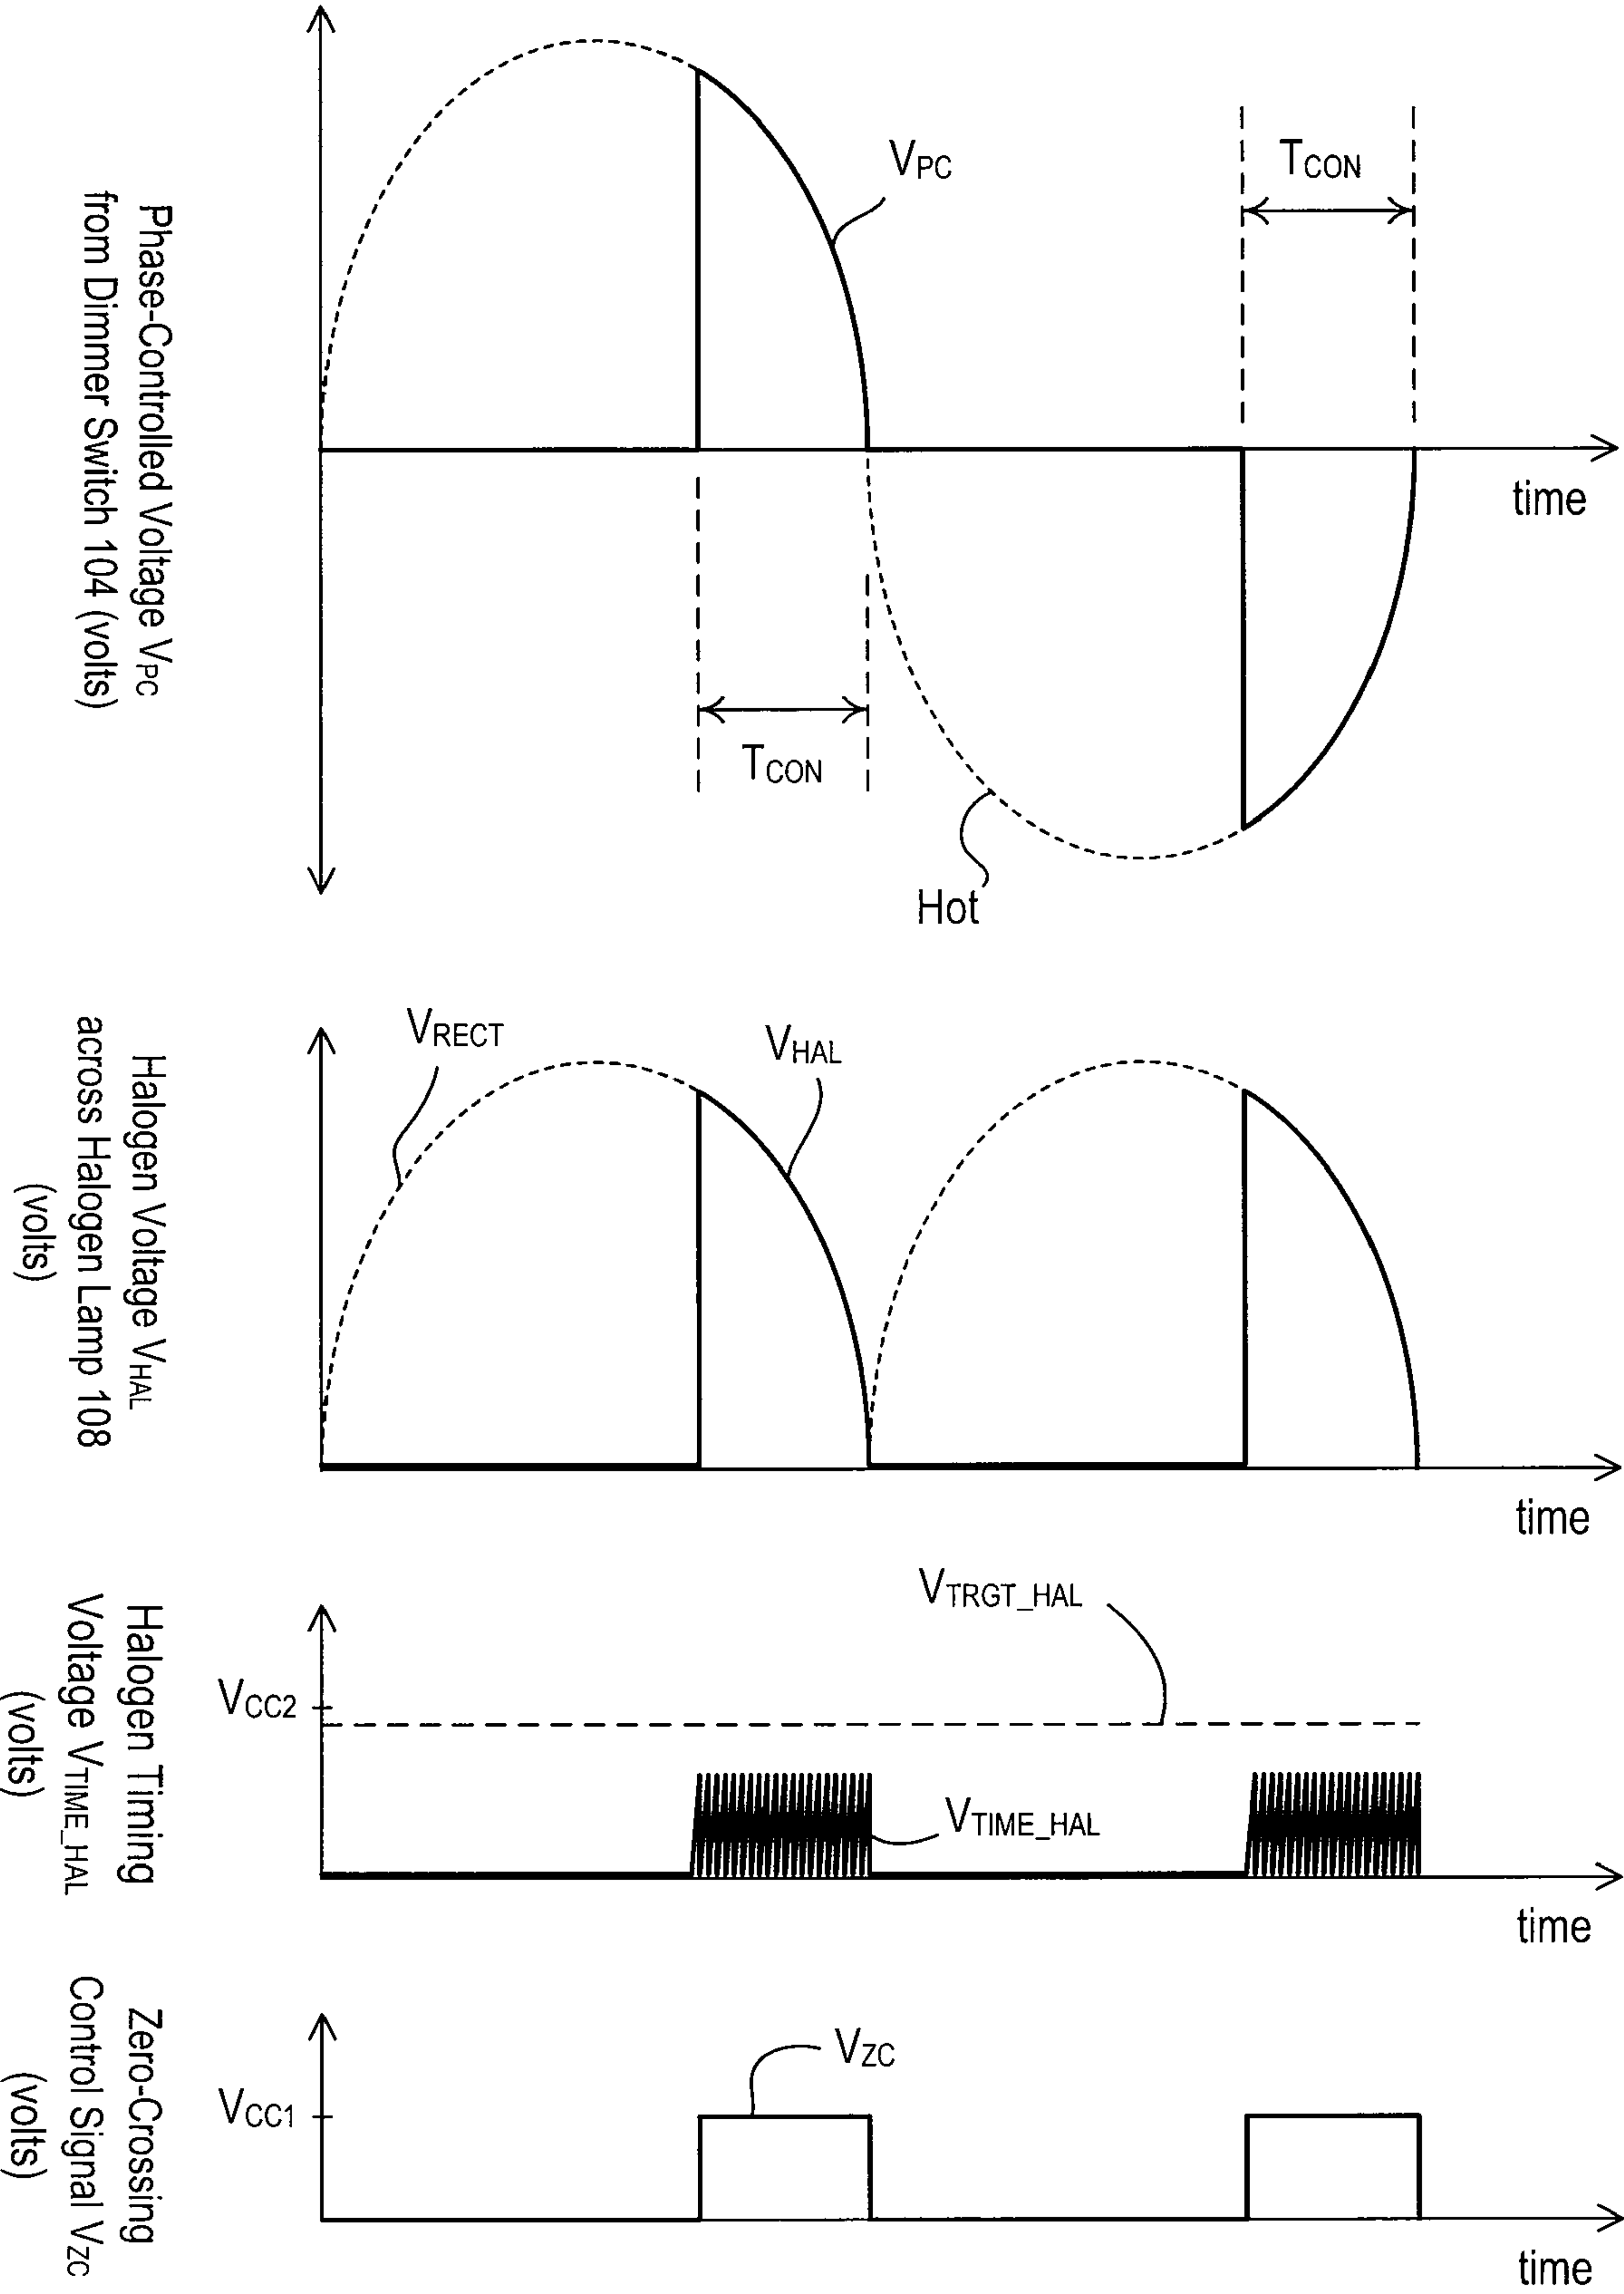 Phase-Controlled Voltage VPC
from Dimmer Switch 104 (volts)
VPC
TCON
time
TCON
Hot
Halogen Voltage VHAL
across Halogen Lamp 108
(volts)
VRECT
VHAL
time
Halogen Timing
Voltage VTIME_HAL
(volts)
VTRGT_HAL
VCC2
VTIME_HAL
time
Zero-Crossing
Control Signal VZC
(volts)
VZC
VCC1
time